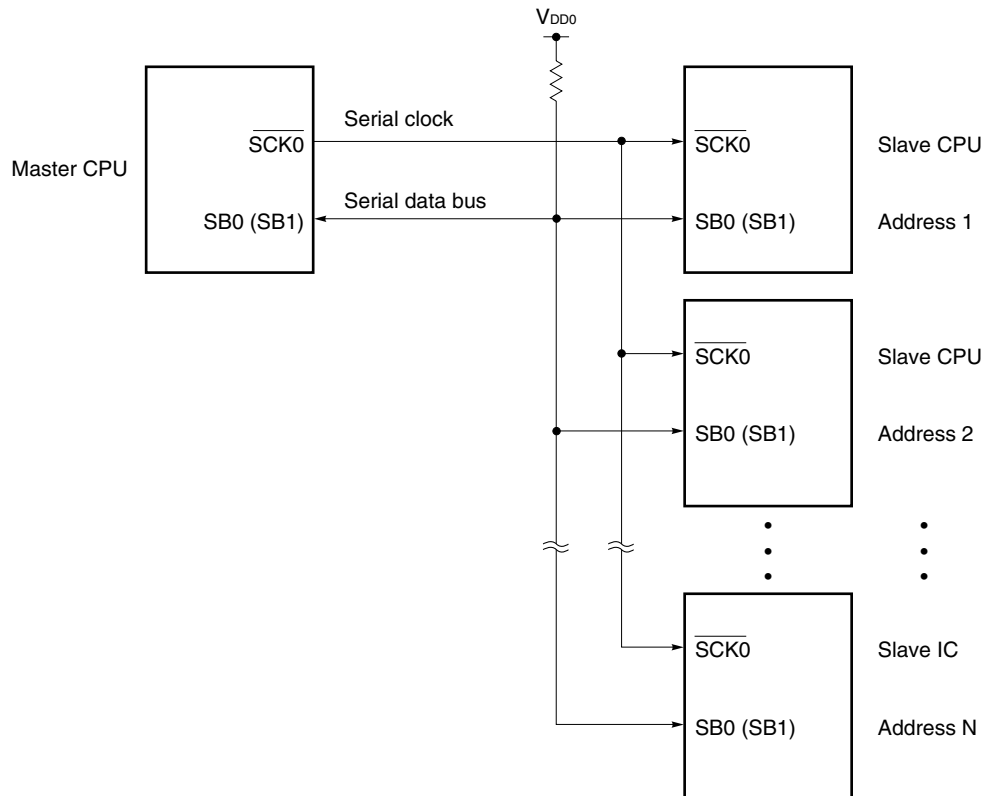 VDD0
Serial clock
SCK0
SCK0
Slave CPU
Master CPU
Serial data bus
SB0 (SB1)
SB0 (SB1)
Address 1
SCK0
Slave CPU
SB0 (SB1)
Address 2
SCK0
Slave IC
SB0 (SB1)
Address N